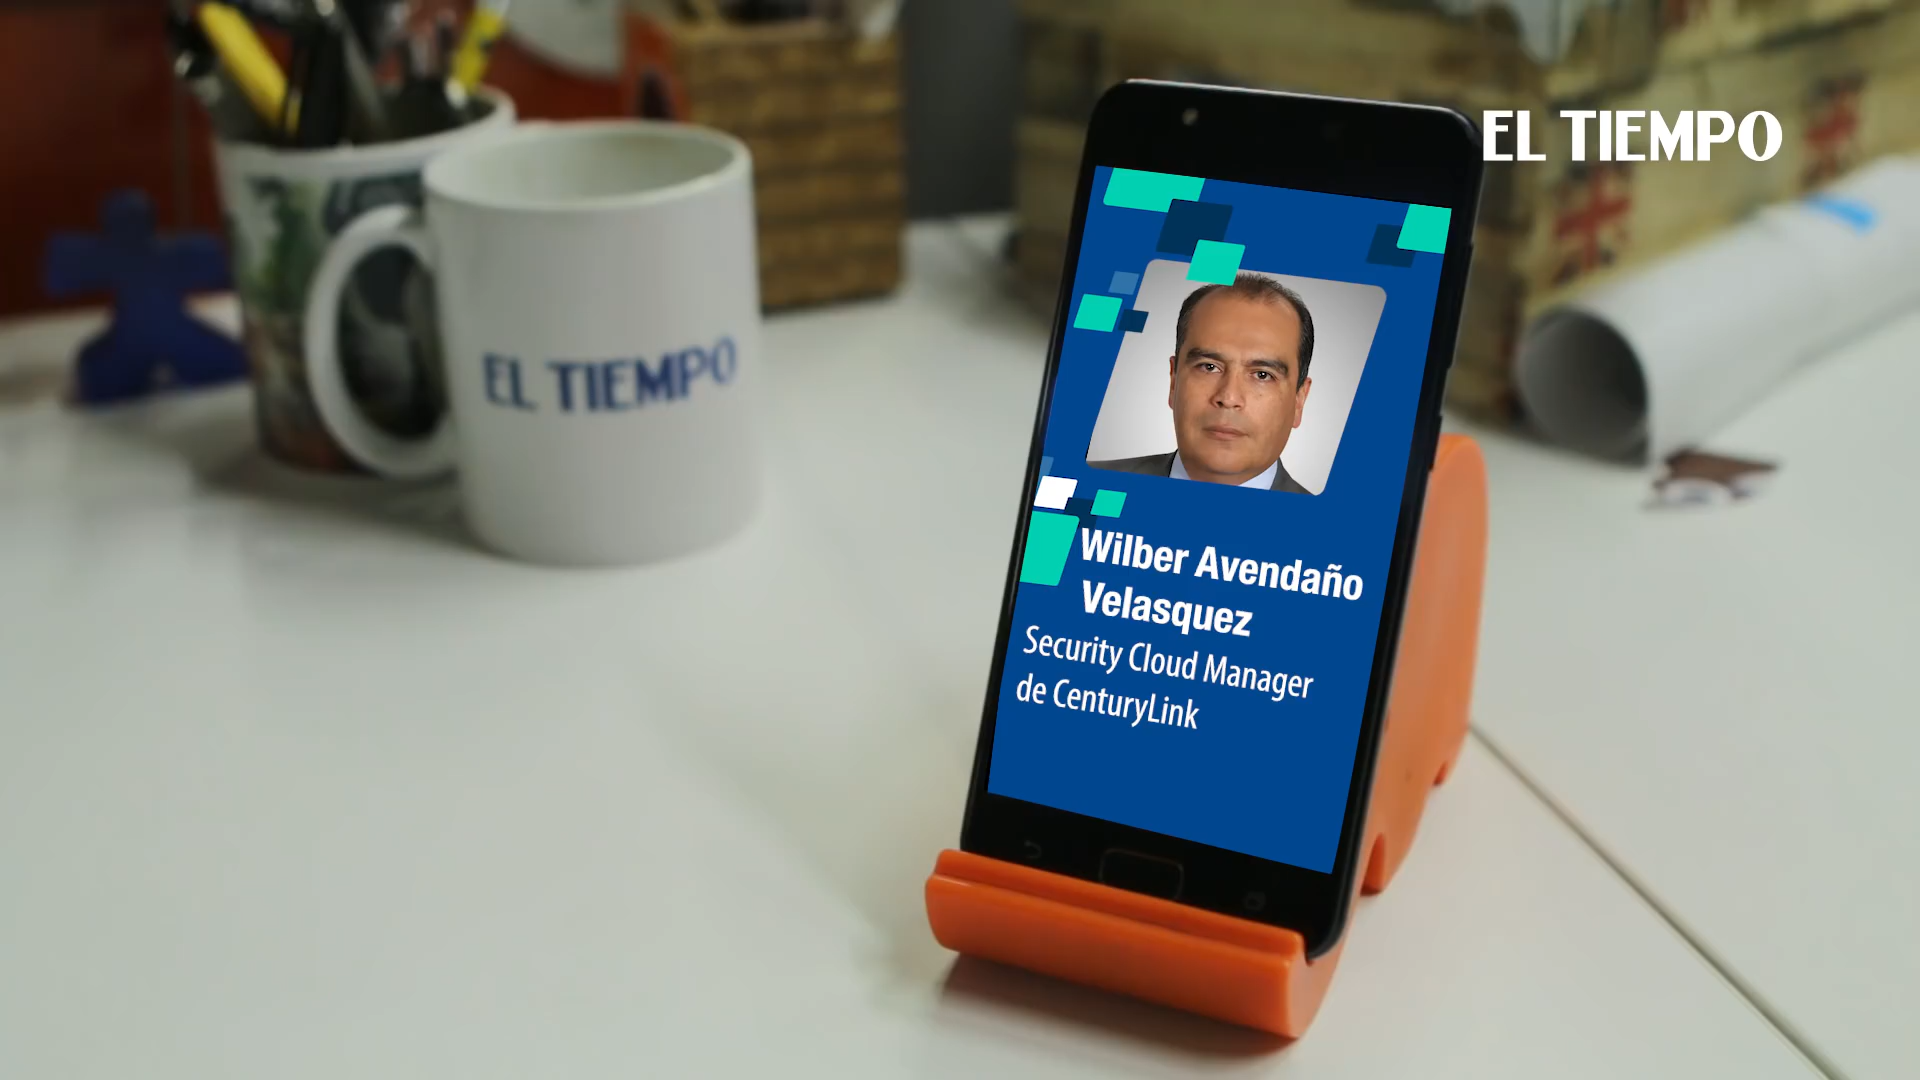 EL TIEMPO
EL TIEMPO
Wilber Avendaño
Velasquez
Security Cloud Manager
de CenturyLink